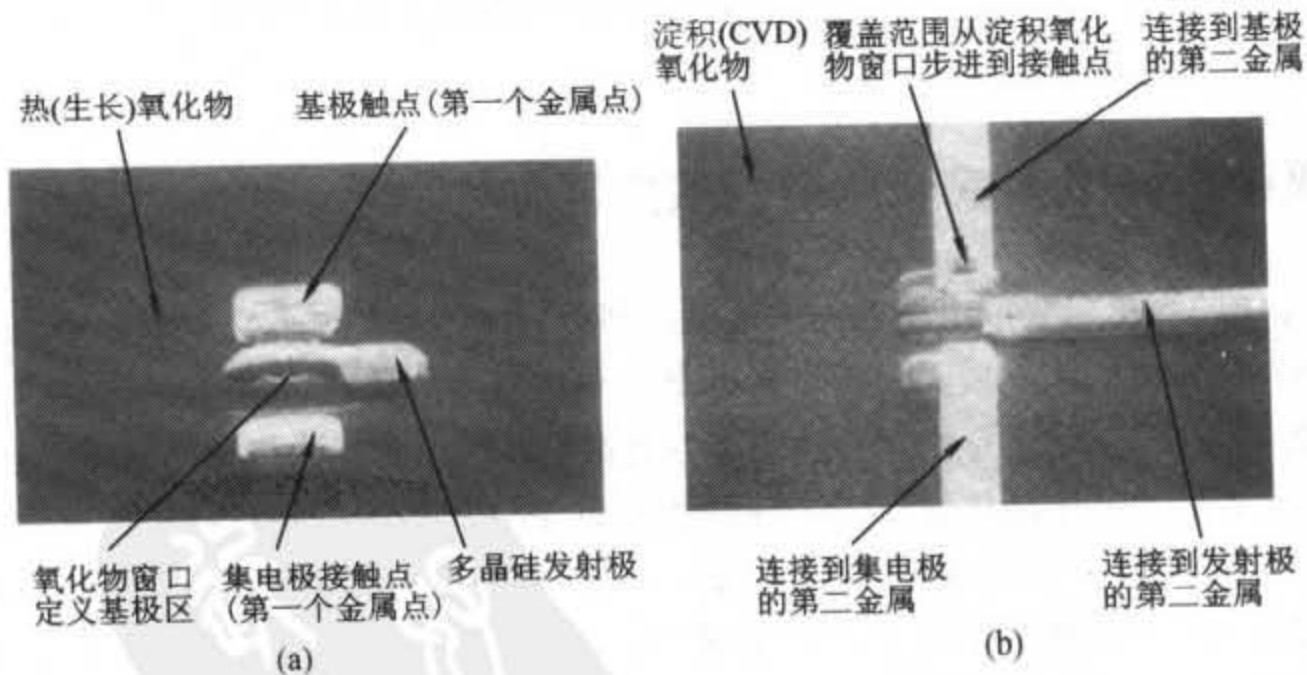 热(生长)氧化物
基极触点(第一个金属点)
氧化物窗口
定义基极区
集电极接触点
(第一个金属点)
多晶硅发射极
(a)
淀积(CVD)
氧化物
覆盖范围从淀积氧化
物窗口步进到接触点
连接到基极
的第二金属
连接到集电极
的第二金属
连接到发射极
的第二金属
(b)